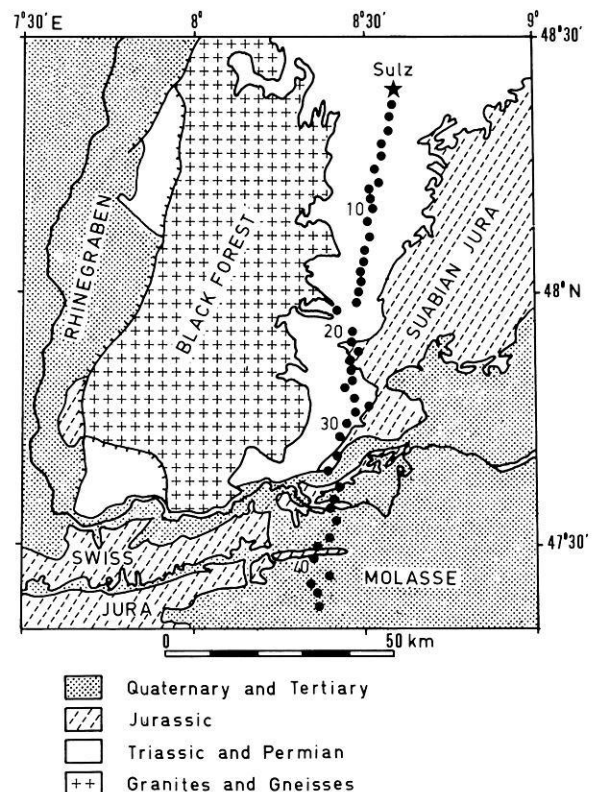 7°30'E
8°
8°30'
9°
48°30'
Sulz
10
RHINEGRABEN
BLACK FOREST
SUABIAN JURA
48°N
20
30
47°30'
SWISS
40
MOLASSE
JURA
0
50 km
Quaternary and Tertiary
Jurassic
Triassic and Permian
Granites and Gneisses